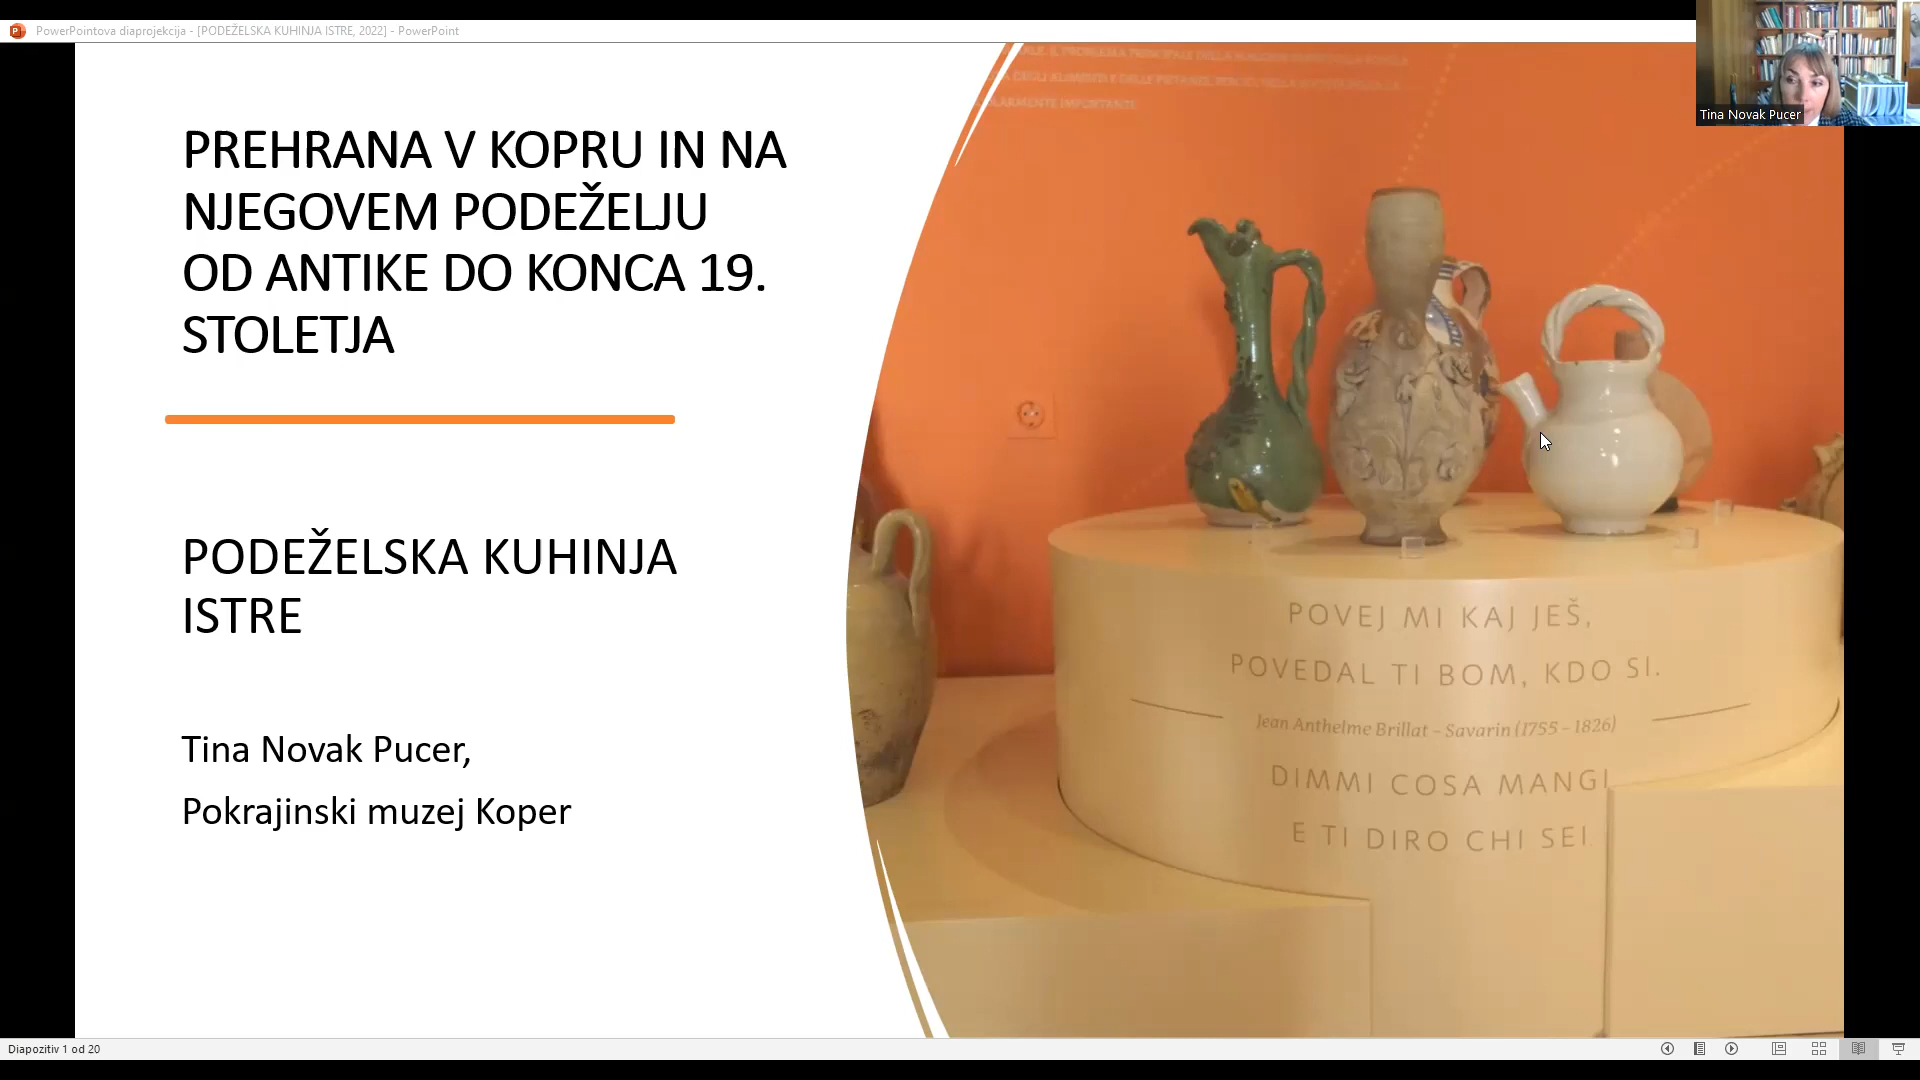 PowerPointova diaprojekcija - [PODEŽELSKA KUHINJA ISTRE, 2022] - PowerPoint
Tina Novak Pucer
PREHRANA V KOPRU IN NA
NJEGOVEM PODEŽELJU
OD ANTIKE DO KONCA 19.
STOLETJA
PODEŽELSKA KUHINJA
ISTRE
Tina Novak Pucer,
Pokrajinski muzej Koper
POVEJ MI KAJ JEŠ,
POVEDAL TI BOM, KDO SI.
Jean Anthelme Brillat - Savarin (1755 - 1826)
DIMMI COSA MANGI
E TI DIRO CHI SEI.
Diapozitiv 1 od 20